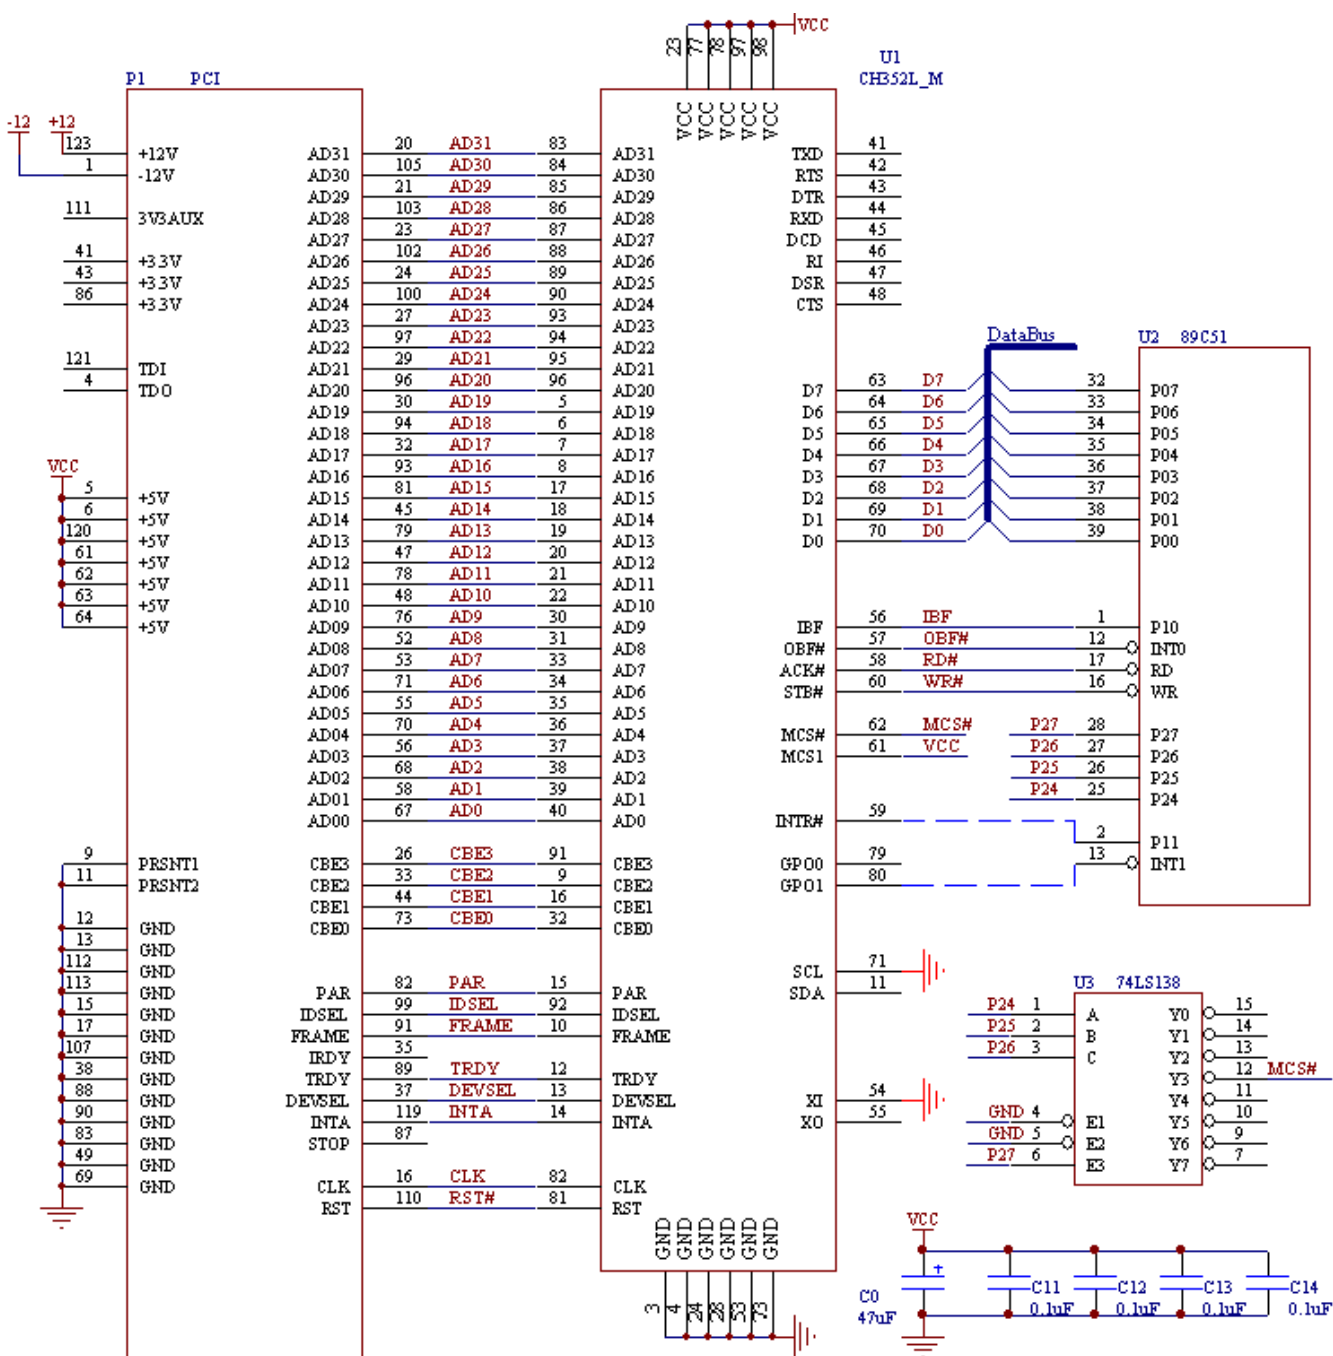 VCC
23 77 78 97 98
U1
CH352L_M
P1 PCI
-12 +12
VCC VCC VCC VCC VCC
123 +12V AD31 20 AD31 83 AD31 TXD 41
1 -12V AD30 105 AD30 84 AD30 RTS 42
AD29 21 AD29 85 AD29 DTR 43
111 3V3AUX AD28 103 AD28 86 AD28 RXD 44
AD27 23 AD27 87 AD27 DCD 45
41 +3.3V AD26 102 AD26 88 AD26 RI 46
43 +3.3V AD25 24 AD25 89 AD25 DSR 47
86 +3.3V AD24 100 AD24 90 AD24 CTS 48
AD23 27 AD23 93 AD23
DataBus U2 89C51
AD22 97 AD22 94 AD22
121 TDI AD21 29 AD21 95 AD21
4 TDO AD20 96 AD20 96 AD20 D7 63 D7 32 P07
AD19 30 AD19 5 AD19 D6 64 D6 33 P06
AD18 94 AD18 6 AD18 D5 65 D5 34 P05
AD17 32 AD17 7 AD17 D4 66 D4 35 P04
VCC
AD16 93 AD16 8 AD16 D3 67 D3 36 P03
5 +5V AD15 81 AD15 17 AD15 D2 68 D2 37 P02
6 +5V AD14 45 AD14 18 AD14 D1 69 D1 38 P01
120 +5V AD13 79 AD13 19 AD13 D0 70 D0 39 P00
61 +5V AD12 47 AD12 20 AD12
62 +5V AD11 78 AD11 21 AD11
63 +5V AD10 48 AD10 22 AD10
64 +5V AD09 76 AD9 30 AD9 IBF 56 IBF 1 P10
AD08 52 AD8 31 AD8 OBF# 57 OBF# 12 INT0
AD07 53 AD7 33 AD7 ACK# 58 RD# 17 RD
AD06 71 AD6 34 AD6 STB# 60 WR# 16 WR
AD05 55 AD5 35 AD5
AD04 70 AD4 36 AD4 MCS# 62 MCS# P27 28 P27
AD03 56 AD3 37 AD3 MCS1 61 VCC P26 27 P26
AD02 68 AD2 38 AD2 P25 26 P25
AD01 58 AD1 39 AD1 P24 25 P24
AD00 67 AD0 40 AD0 INTR# 59
2 P11
9 PRSNT1 CBE3 26 CBE3 91 CBE3 GPO0 79 13 INT1
11 PRSNT2 CBE2 33 CBE2 9 CBE2 GPO1 80
CBE1 44 CBE1 16 CBE1
12 GND CBE0 73 CBE0 32 CBE0
13 GND
112 GND SCL 71
113 GND PAR 82 PAR 15 PAR SDA 11
U3 74LS138
15 GND IDSEL 99 IDSEL 92 IDSEL P24 1 A Y0 15
17 GND FRAME 91 FRAME 10 FRAME P25 2 B Y1 14
107 GND IRDY 35 P26 3 C Y2 13
38 GND TRDY 89 TRDY 12 TRDY Y3 12 MCS#
88 GND DEVSEL 37 DEVSEL 13 DEVSEL XI 54 Y4 11
90 GND INTA 119 INTA 14 INTA XO 55 GND 4 E1 Y5 10
83 GND STOP 87 GND 5 E2 Y6 9
49 GND P27 6 E3 Y7 7
69 GND CLK 16 CLK 82 CLK
RST 110 RST# 81 RST
GND GND GND GND GND GND
3 4 24 28 53 73
VCC
+
C0 C11 C12 C13 C14
47uF 0.1uF 0.1uF 0.1uF 0.1uF